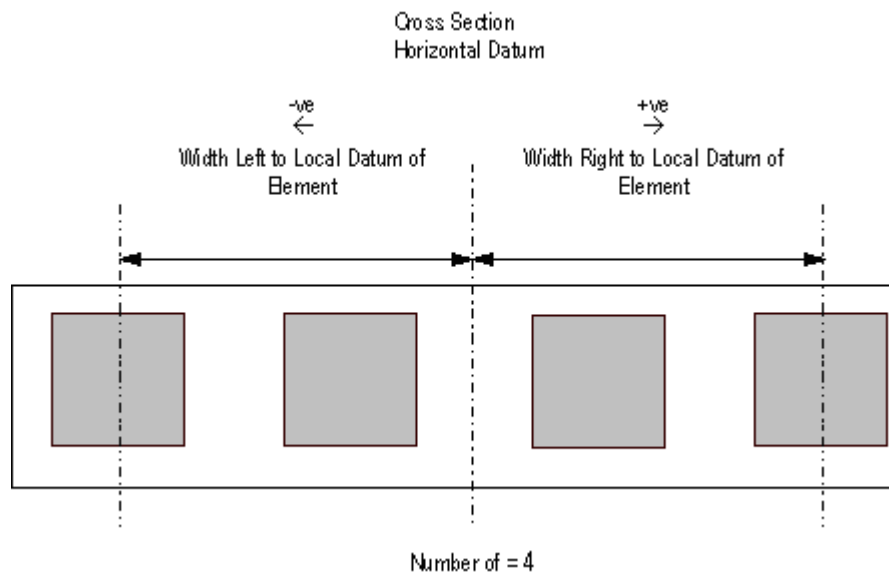 Cross Section
Horizontal Datum
-ve
+ve
Width Left to Local Datum of
Element
Width Right to Local Datum of
Element
Number of = 4